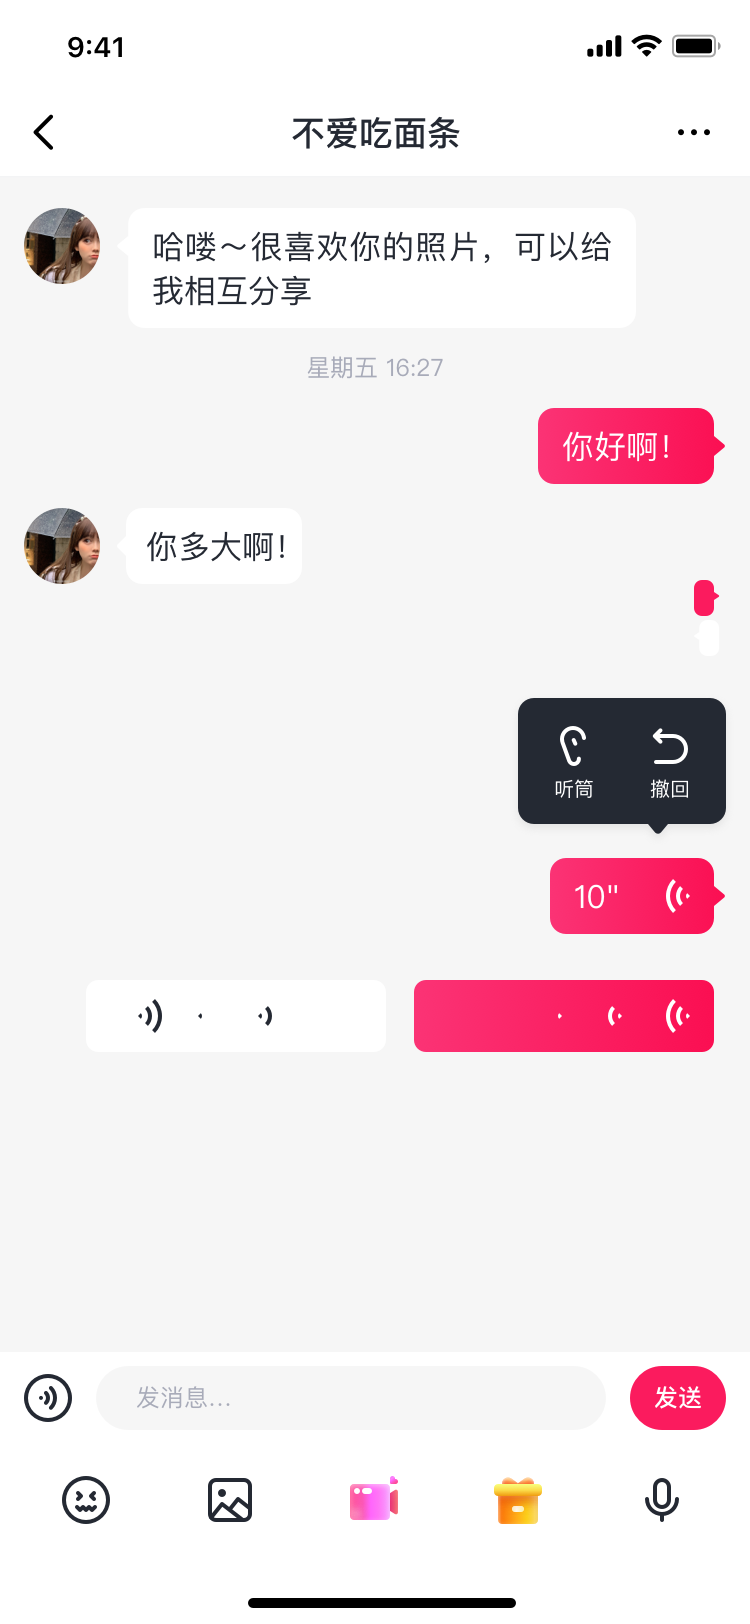 9:41
不爱吃面条
哈喽～很喜欢你的照片，可以给
我相互分享
星期五 16:27
你好啊！
你多大啊！
听筒 撤回
10"
发消息...
发送